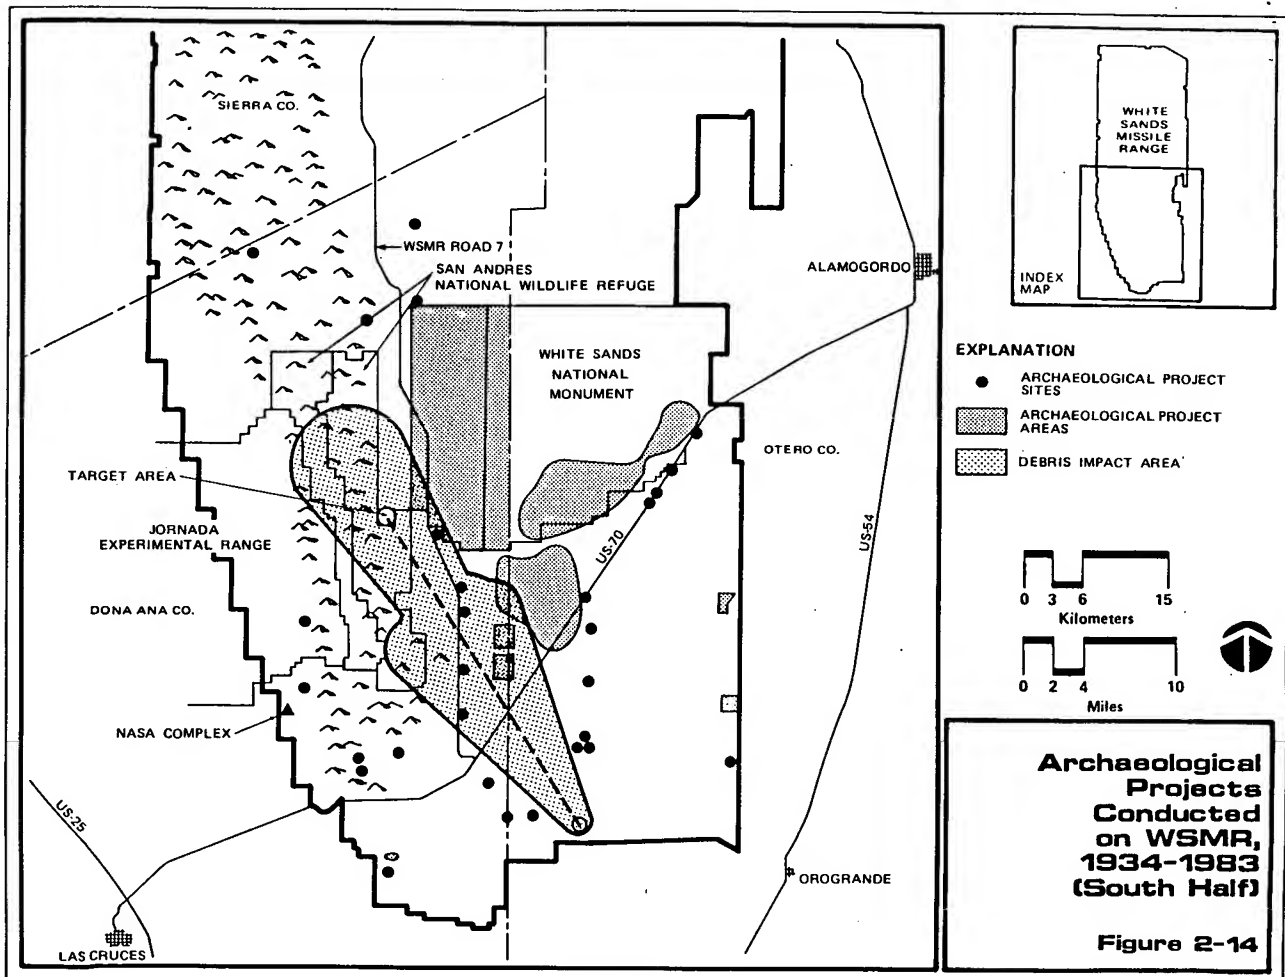 SIERRA CO.
WSMR ROAD 7
SAN ANDRES
NATIONAL WILDLIFE REFUGE
ALAMOGORDO
WHITE SANDS
NATIONAL
MONUMENT
OTERO CO.
TARGET AREA
JORNADA
EXPERIMENTAL RANGE
DONA ANA CO.
US-70
US-54
NASA COMPLEX
US-25
OROGRANDE
LAS CRUCES
WHITE
SANDS
MISSILE
RANGE
INDEX
MAP
EXPLANATION
ARCHAEOLOGICAL PROJECT
SITES
ARCHAEOLOGICAL PROJECT
AREAS
DEBRIS IMPACT AREA
0 3 6 15
Kilometers
0 2 4 10
Miles
Archaeological
Projects
Conducted
on WSMR,
1934-1983
(South Half)
Figure 2-14